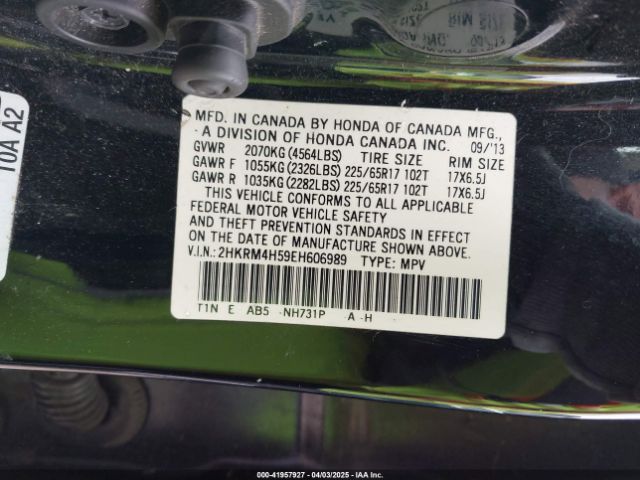 MFD. IN CANADA BY HONDA OF CANADA MFG.,
A DIVISION OF HONDA CANADA INC. 09/'13
GVWR 2070KG (4564LBS) TIRE SIZE RIM SIZE
GAWR F 1055KG (2326LBS) 225/65R17 102T 17X6.5J
GAWR R 1035KG (2282LBS) 225/65R17 102T 17X6.5J
THIS VEHICLE CONFORMS TO ALL APPLICABLE
FEDERAL MOTOR VEHICLE SAFETY
AND THEFT PREVENTION STANDARDS IN EFFECT
ON THE DATE OF MANUFACTURE SHOWN ABOVE.
V.I.N.: 2HKRM4H59EH606989 TYPE: MPV
T1N E AB5 -NH731P -A -H
10A A2
RIM SIZE
000-41957927 - 04/03/2025 - IAA Inc.